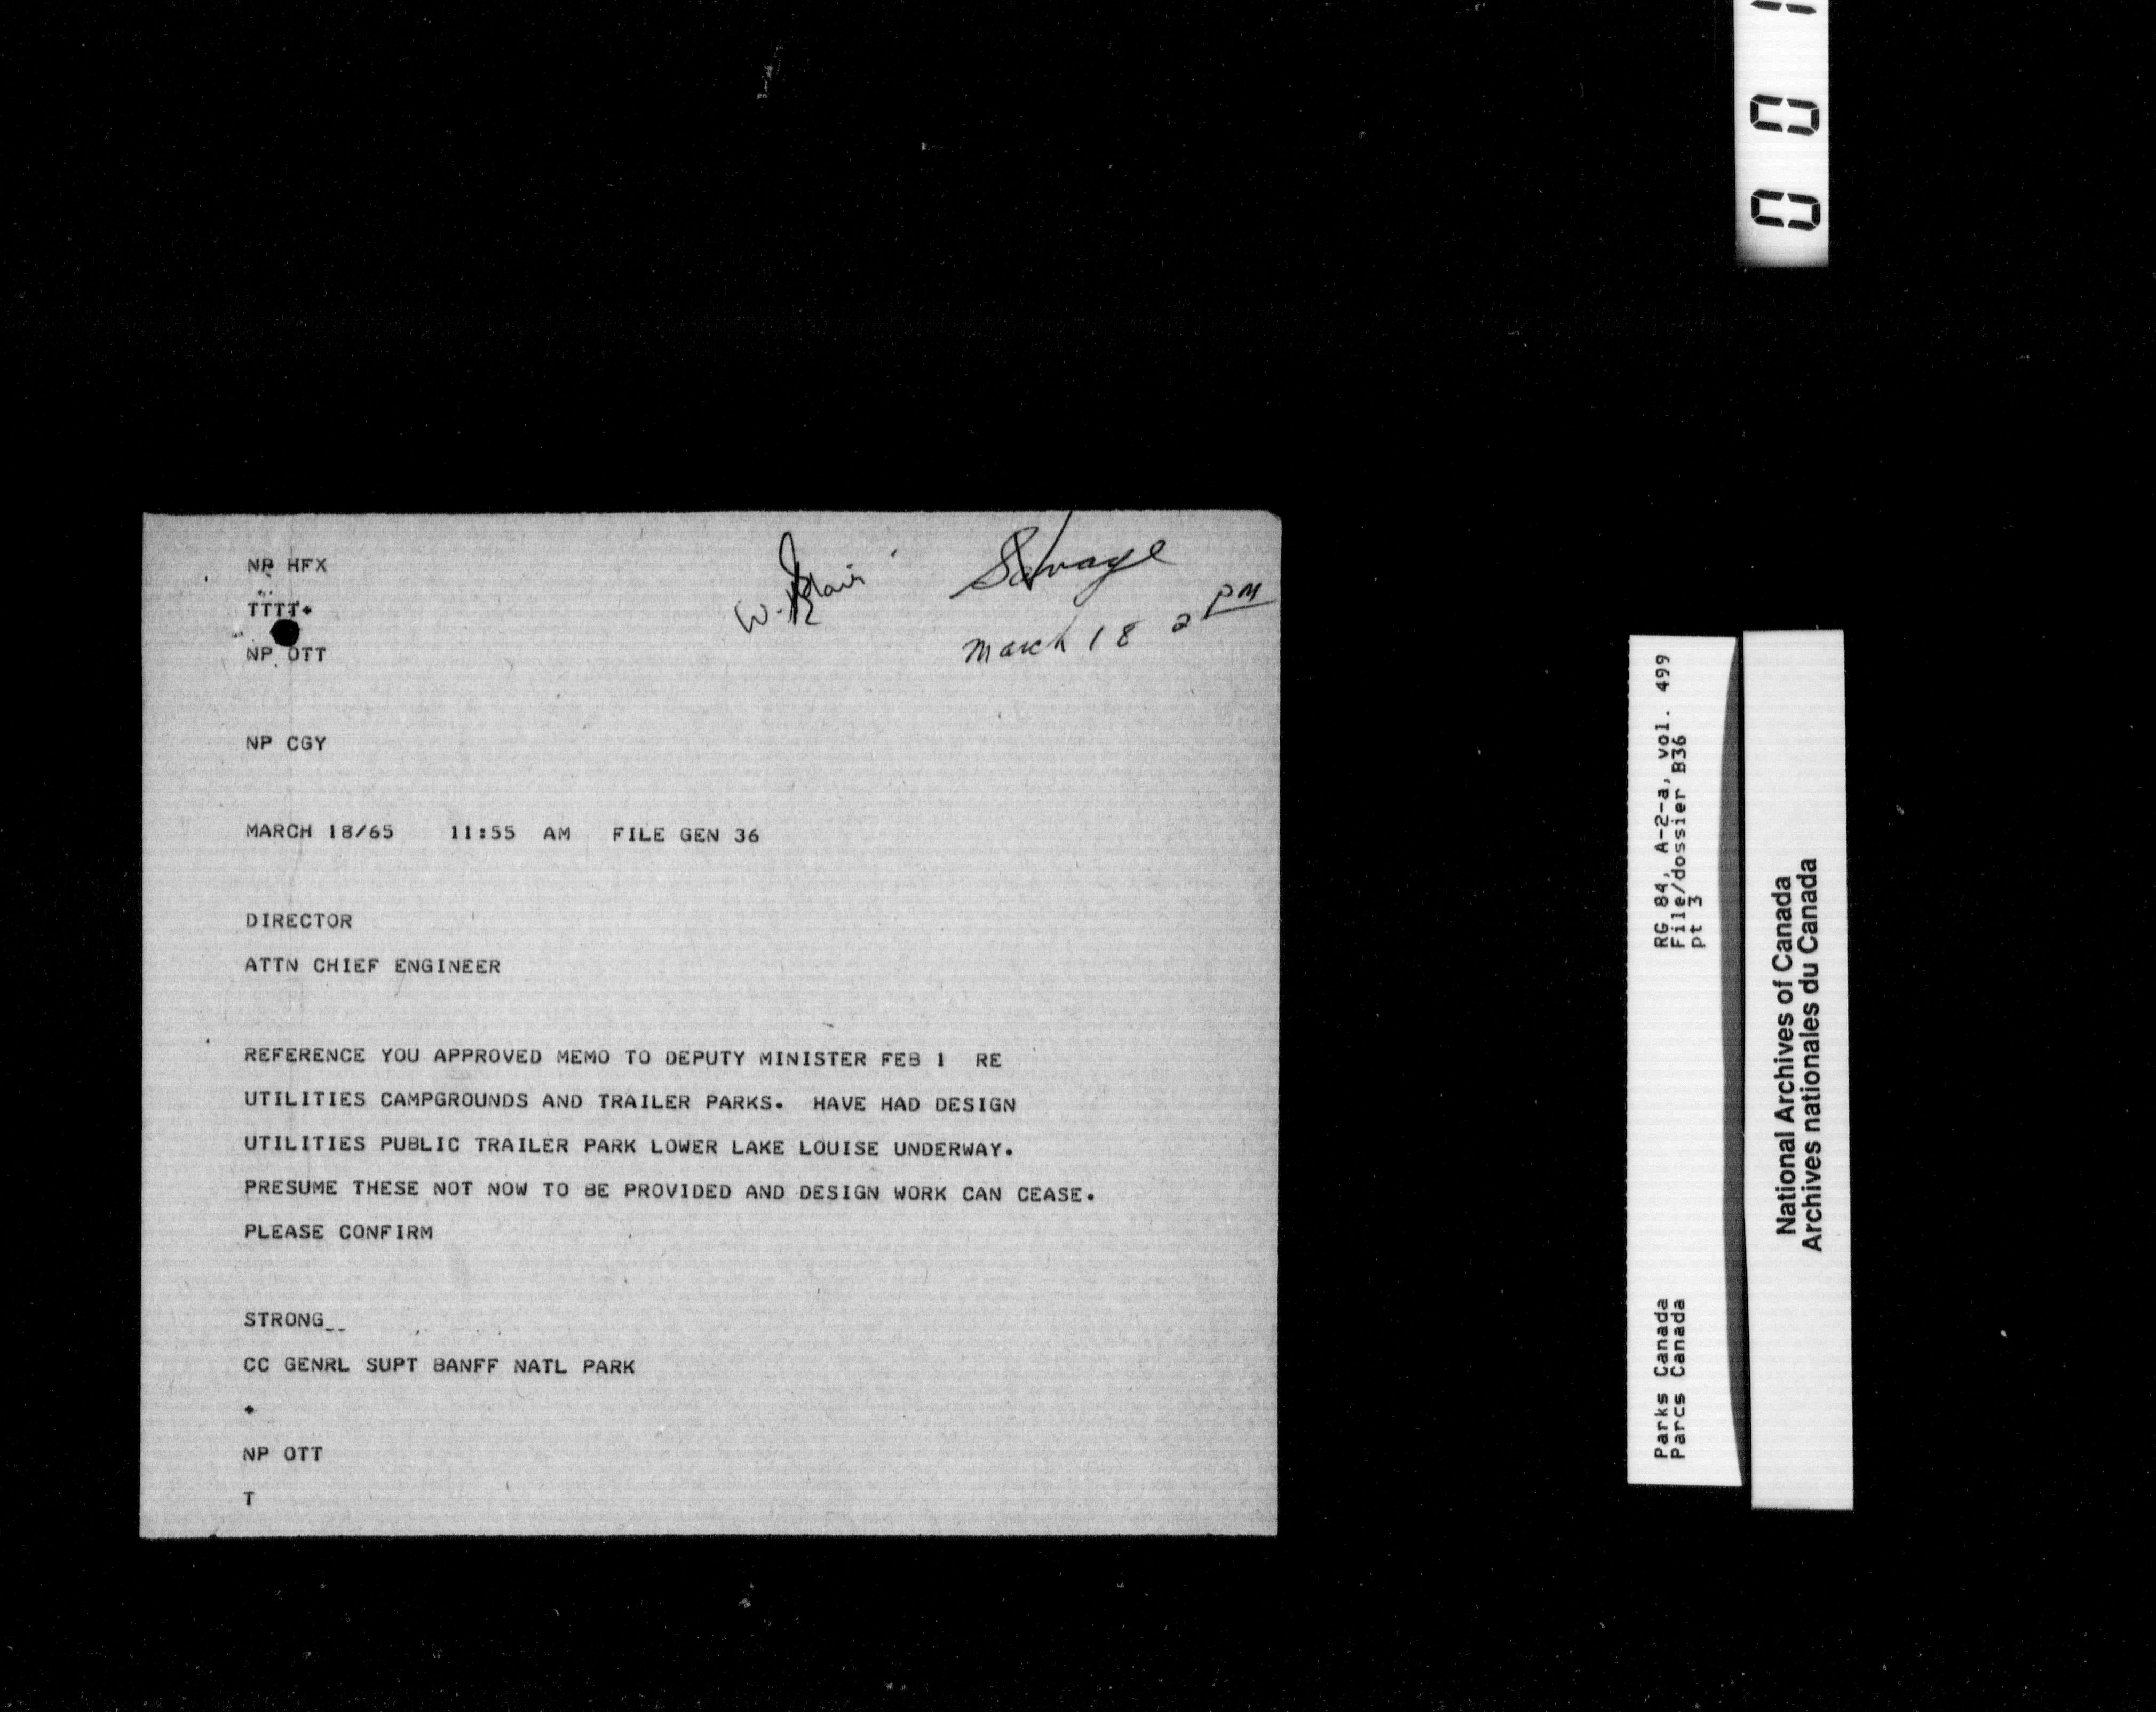 NP HFX
TTTT+
NP OTT
NP CGY
W. Blair
Savage
March 18 2 PM
MARCH 18/65 11:55 AM FILE GEN 36
DIRECTOR
ATTN CHIEF ENGINEER
REFERENCE YOU APPROVED MEMO TO DEPUTY MINISTER FEB 1 RE
UTILITIES CAMPGROUNDS AND TRAILER PARKS. HAVE HAD DESIGN
UTILITIES PUBLIC TRAILER PARK LOWER LAKE LOUISE UNDERWAY.
PRESUME THESE NOT NOW TO BE PROVIDED AND DESIGN WORK CAN CEASE.
PLEASE CONFIRM
STRONG__
CC GENRL SUPT BANFF NATL PARK
+
NP OTT
T
RG 84, A-2-a, vol. 499
File/dossier B36
pt 3
Parks Canada
Parcs Canada
National Archives of Canada
Archives nationales du Canada
0 0 1